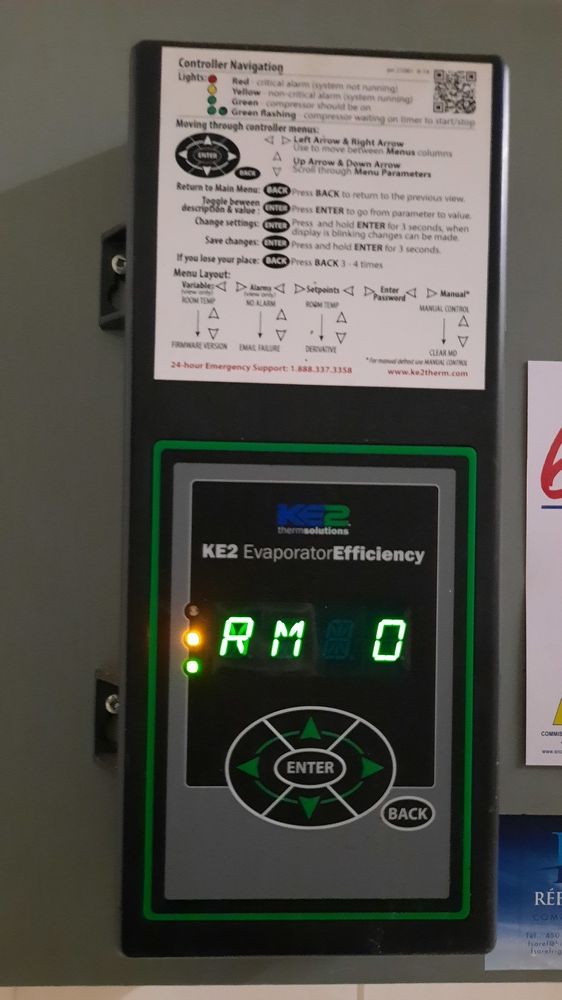 Controller Navigation
Lights:
Red - critical alarm (system not running)
Yellow - non-critical alarm (system running)
Green - compressor should be on
Green flashing - compressor waiting on timer to start/stop
Moving through controller menus:
Left Arrow & Right Arrow
Use to move between Menus columns
ENTER
Up Arrow & Down Arrow
Scroll through Menu Parameters
BACK
Return to Main Menu: BACK Press BACK to return to the previous view.
Toggle beween
description & value : ENTER Press ENTER to go from parameter to value.
Change settings: ENTER Press and hold ENTER for 3 seconds, when
display is blinking changes can be made.
Save changes: ENTER Press and hold ENTER for 3 seconds.
If you lose your place: BACK Press BACK 3 - 4 times
Menu Layout:
Variable: Alarms Setpoints Enter Password Manual*
(view only) (view only)
ROOM TEMP NO ALARM ROOM TEMP MANUAL CONTROL
FIRMWARE VERSION EMAIL FAILURE DERIVATIVE CLEAR MD
* For manual defrost use MANUAL CONTROL
24-hour Emergency Support: 1.888.337.3358 www.ke2therm.com
KE2
thermsolutions
KE2 EvaporatorEfficiency
RM 0
ENTER
BACK